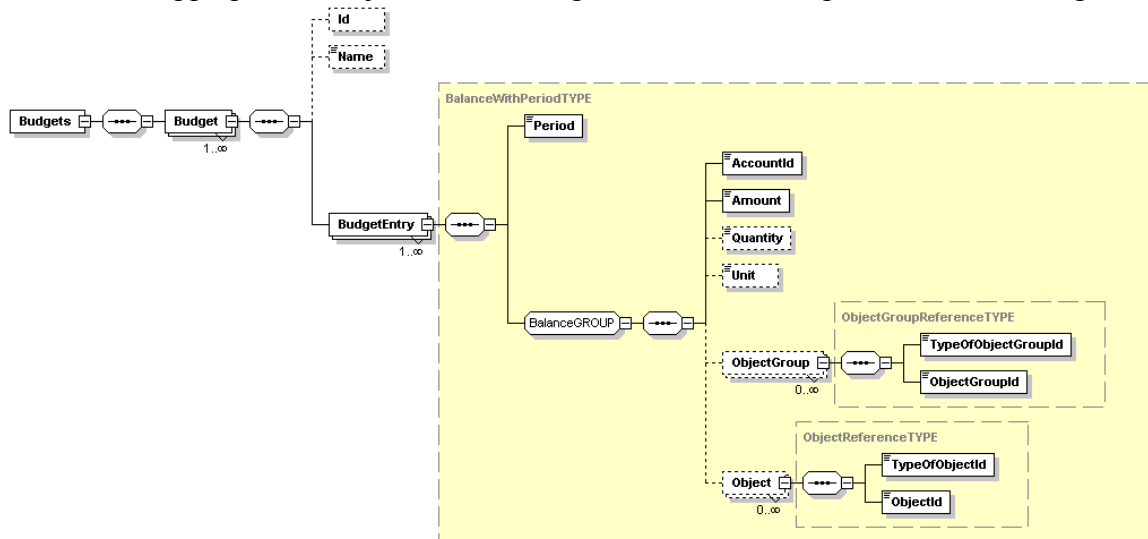 Id
Name
BalanceWithPeriodTYPE
Budgets
Budget
1..∞
Period
AccountId
Amount
BudgetEntry
1..∞
Quantity
Unit
BalanceGROUP
ObjectGroupReferenceTYPE
TypeOfObjectGroupId
ObjectGroup
0..∞
ObjectGroupId
ObjectReferenceTYPE
TypeOfObjectId
Object
0..∞
ObjectId